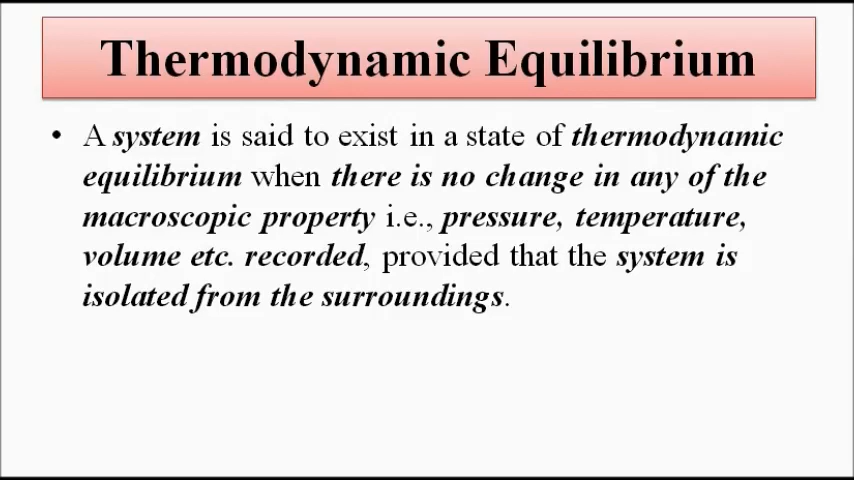 Thermodynamic Equilibrium
• A system is said to exist in a state of thermodynamic
equilibrium when there is no change in any of the
macroscopic property i.e., pressure, temperature,
volume etc. recorded, provided that the system is
isolated from the surroundings.